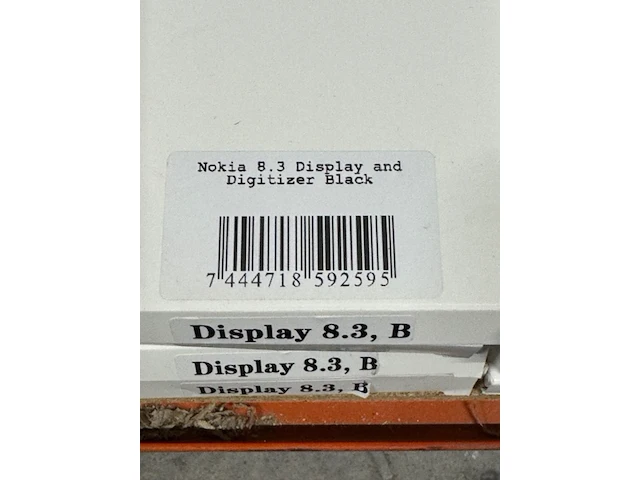 Nokia 8.3 Display and
Digitizer Black
7 444718 592595
Display 8.3, B
Display 8.3, B
Display 8.3, B